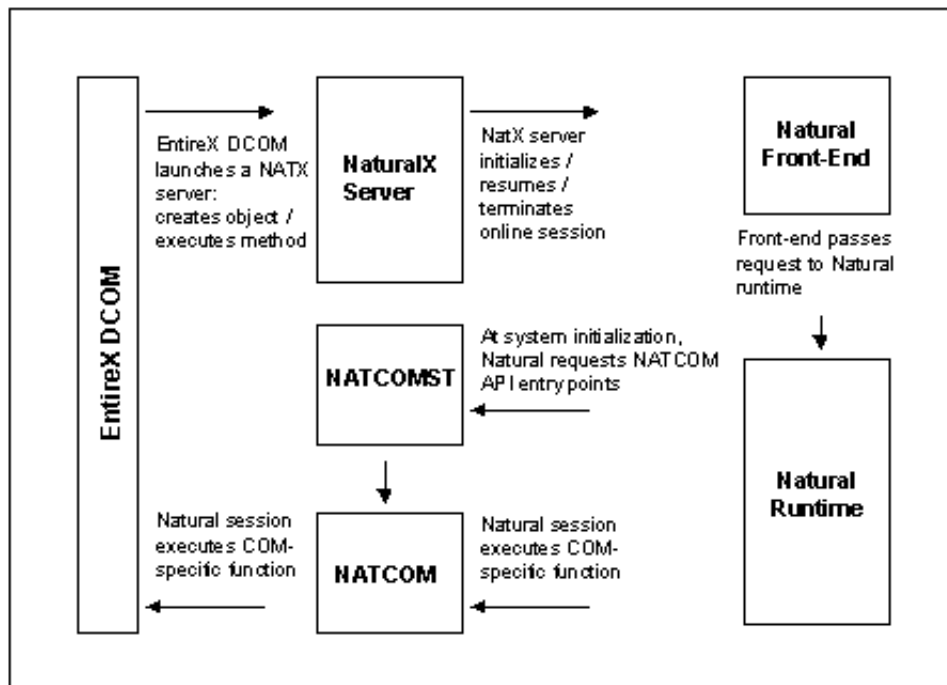 EntireX DCOM
EntireX DCOM
launches a NATX
server:
creates object /
executes method
NaturalX
Server
NatX server
initializes /
resumes /
terminates
online session
Natural
Front-End
Front-end passes
request to Natural
runtime
NATCOMST
At system initialization,
Natural requests NATCOM
API entry points
Natural
Runtime
Natural session
executes COM-
specific function
NATCOM
Natural session
executes COM-
specific function